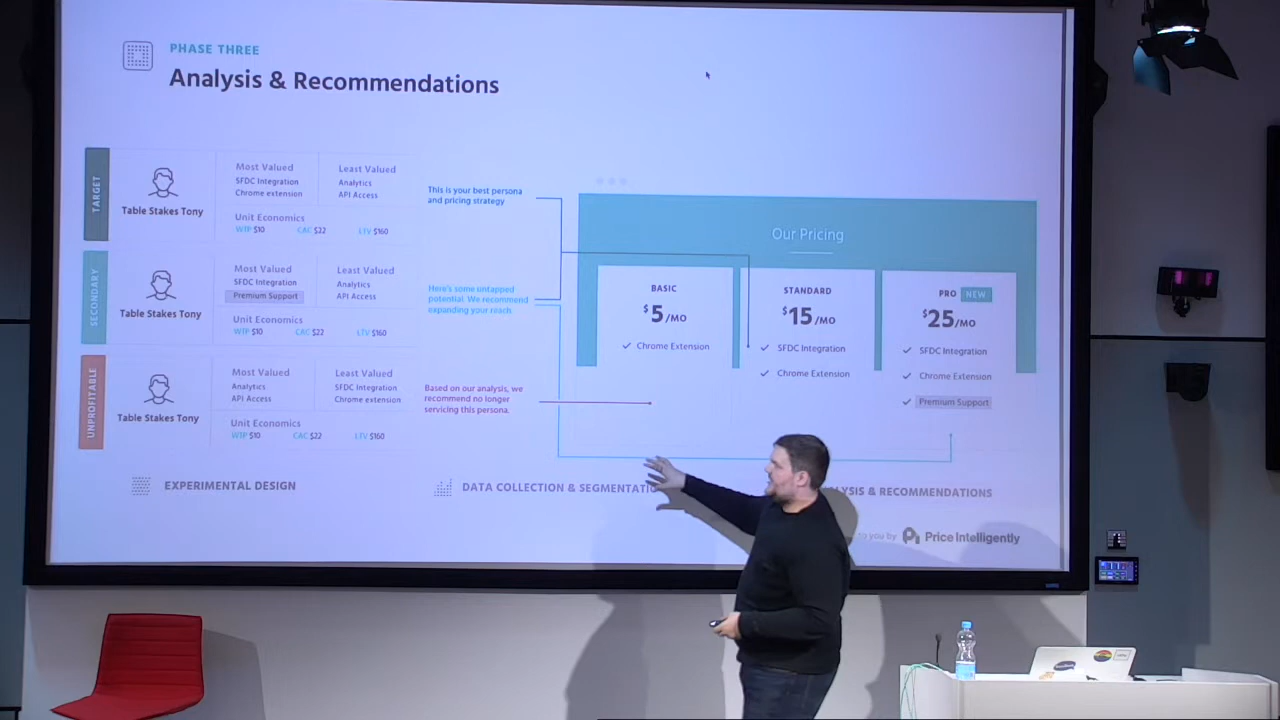 PHASE THREE
Analysis & Recommendations
TARGET
Table Stakes Tony
Most Valued
SFDC Integration
Chrome extension
Least Valued
Analytics
API Access
Unit Economics
WTP $10 CAC $22 LTV $160
This is your best persona
and pricing strategy
SECONDARY
Table Stakes Tony
Most Valued
SFDC Integration
Premium Support
Least Valued
Analytics
API Access
Unit Economics
WTP $10 CAC $22 LTV $160
Here's some untapped
potential. We recommend
expanding your reach
UNPROFITABLE
Table Stakes Tony
Most Valued
Analytics
API Access
Least Valued
SFDC Integration
Chrome extension
Unit Economics
WTP $10 CAC $22 LTV $160
Based on our analysis, we
recommend no longer
servicing this persona.
Our Pricing
BASIC
$5/MO
Chrome Extension
STANDARD
$15/MO
SFDC Integration
Chrome Extension
PRO NEW
$25/MO
SFDC Integration
Chrome Extension
Premium Support
EXPERIMENTAL DESIGN
DATA COLLECTION & SEGMENTATIO
YSIS & RECOMMENDATIONS
you by Price Intelligently